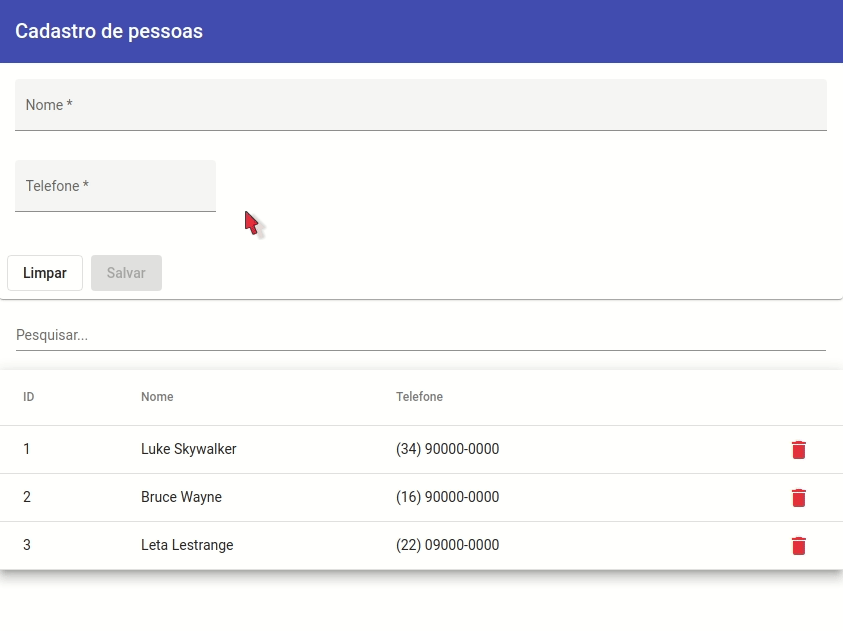 Cadastro de pessoas
Nome *
Telefone *
Limpar Salvar
Pesquisar...
ID Nome Telefone
1 Luke Skywalker (34) 90000-0000
2 Bruce Wayne (16) 90000-0000
3 Leta Lestrange (22) 09000-0000